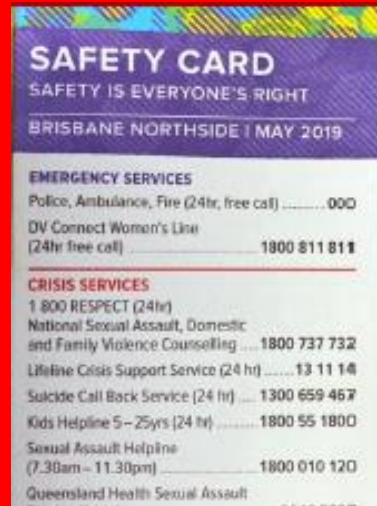 SAFETY CARD
SAFETY IS EVERYONE'S RIGHT
BRISBANE NORTHSIDE | MAY 2019
EMERGENCY SERVICES
Police, Ambulance, Fire (24hr, free call) ......... 000
DV Connect Women's Line
(24hr free call) ......... 1800 811 811
CRISIS SERVICES
1 800 RESPECT (24hr)
National Sexual Assault, Domestic
and Family Violence Counselling .... 1800 737 732
Lifeline Crisis Support Service (24 hr) ...... 13 11 14
Suicide Call Back Service (24 hr) .... 1300 659 467
Kids Helpline 5 – 25yrs (24 hr) ......... 1800 55 1800
Sexual Assault Helpline
(7.30am – 11.30pm) ......... 1800 010 120
Queensland Health Sexual Assault